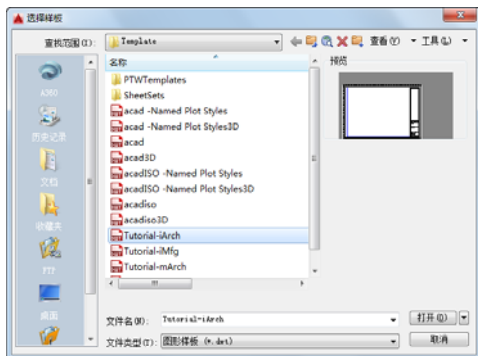 选择样板
查找范围(I): Template 查看(V) 工具(L)
名称 预览
PTWTemplates
SheetSets
acad -Named Plot Styles
acad -Named Plot Styles3D
acad
acad3D
acadISO -Named Plot Styles
acadISO -Named Plot Styles3D
acadiso
acadiso3D
Tutorial-iArch
Tutorial-iMfg
Tutorial-mArch
A360
历史记录
文档
收藏夹
FTP
桌面
文件名(N): Tutorial-iArch 打开(O)
文件类型(T): 图形样板 (*.dwt) 取消